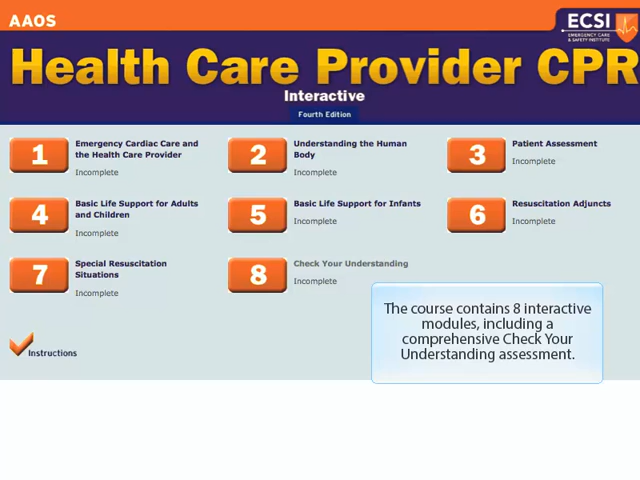 AAOS
ECSI
EMERGENCY CARE
& SAFETY INSTITUTE
Health Care Provider CPR
Interactive
Fourth Edition
1
Emergency Cardiac Care and
the Health Care Provider
Incomplete
2
Understanding the Human
Body
Incomplete
3
Patient Assessment
Incomplete
4
Basic Life Support for Adults
and Children
Incomplete
5
Basic Life Support for Infants
Incomplete
6
Resuscitation Adjuncts
Incomplete
7
Special Resuscitation
Situations
Incomplete
8
Check Your Understanding
Incomplete
The course contains 8 interactive
modules, including a
comprehensive Check Your
Understanding assessment.
Instructions